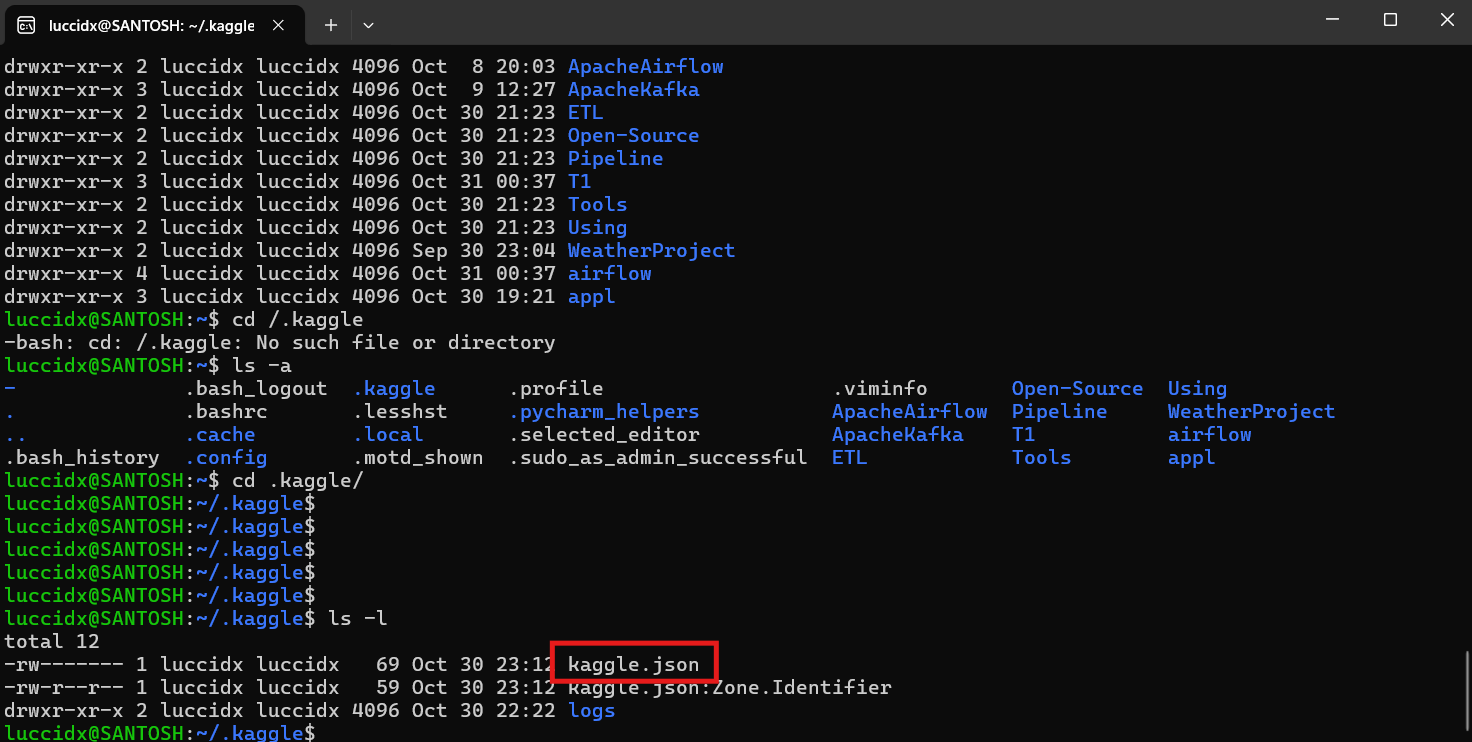 luccidx@SANTOSH: ~/.kaggle
drwxr-xr-x 2 luccidx luccidx 4096 Oct  8 20:03 ApacheAirflow
drwxr-xr-x 3 luccidx luccidx 4096 Oct  9 12:27 ApacheKafka
drwxr-xr-x 2 luccidx luccidx 4096 Oct 30 21:23 ETL
drwxr-xr-x 2 luccidx luccidx 4096 Oct 30 21:23 Open-Source
drwxr-xr-x 2 luccidx luccidx 4096 Oct 30 21:23 Pipeline
drwxr-xr-x 3 luccidx luccidx 4096 Oct 31 00:37 T1
drwxr-xr-x 2 luccidx luccidx 4096 Oct 30 21:23 Tools
drwxr-xr-x 2 luccidx luccidx 4096 Oct 30 21:23 Using
drwxr-xr-x 2 luccidx luccidx 4096 Sep 30 23:04 WeatherProject
drwxr-xr-x 4 luccidx luccidx 4096 Oct 31 00:37 airflow
drwxr-xr-x 3 luccidx luccidx 4096 Oct 30 19:21 appl
luccidx@SANTOSH:~$ cd /.kaggle
-bash: cd: /.kaggle: No such file or directory
luccidx@SANTOSH:~$ ls -a
-              .bash_logout  .kaggle      .profile                   .viminfo       Open-Source  Using
.              .bashrc       .lesshst     .pycharm_helpers           ApacheAirflow  Pipeline     WeatherProject
..             .cache        .local       .selected_editor           ApacheKafka    T1           airflow
.bash_history  .config       .motd_shown  .sudo_as_admin_successful  ETL            Tools        appl
luccidx@SANTOSH:~$ cd .kaggle/
luccidx@SANTOSH:~/.kaggle$
luccidx@SANTOSH:~/.kaggle$
luccidx@SANTOSH:~/.kaggle$
luccidx@SANTOSH:~/.kaggle$
luccidx@SANTOSH:~/.kaggle$
luccidx@SANTOSH:~/.kaggle$ ls -l
total 12
-rw------- 1 luccidx luccidx   69 Oct 30 23:12 kaggle.json
-rw-r--r-- 1 luccidx luccidx   59 Oct 30 23:12 kaggle.json:Zone.Identifier
drwxr-xr-x 2 luccidx luccidx 4096 Oct 30 22:22 logs
luccidx@SANTOSH:~/.kaggle$